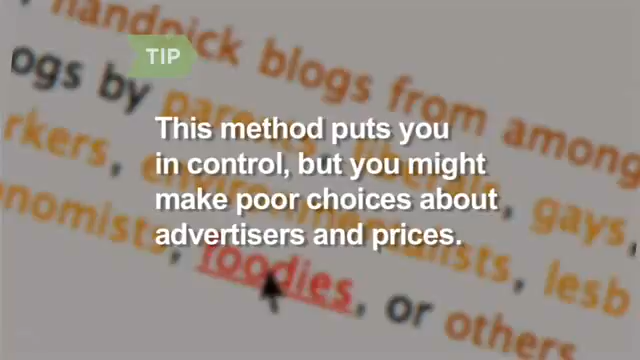 TIP
This method puts you
in control, but you might
make poor choices about
advertisers and prices.
handpick blogs from among
ogs by
gays,
rkers,
lesb
onomists, foodies, or others